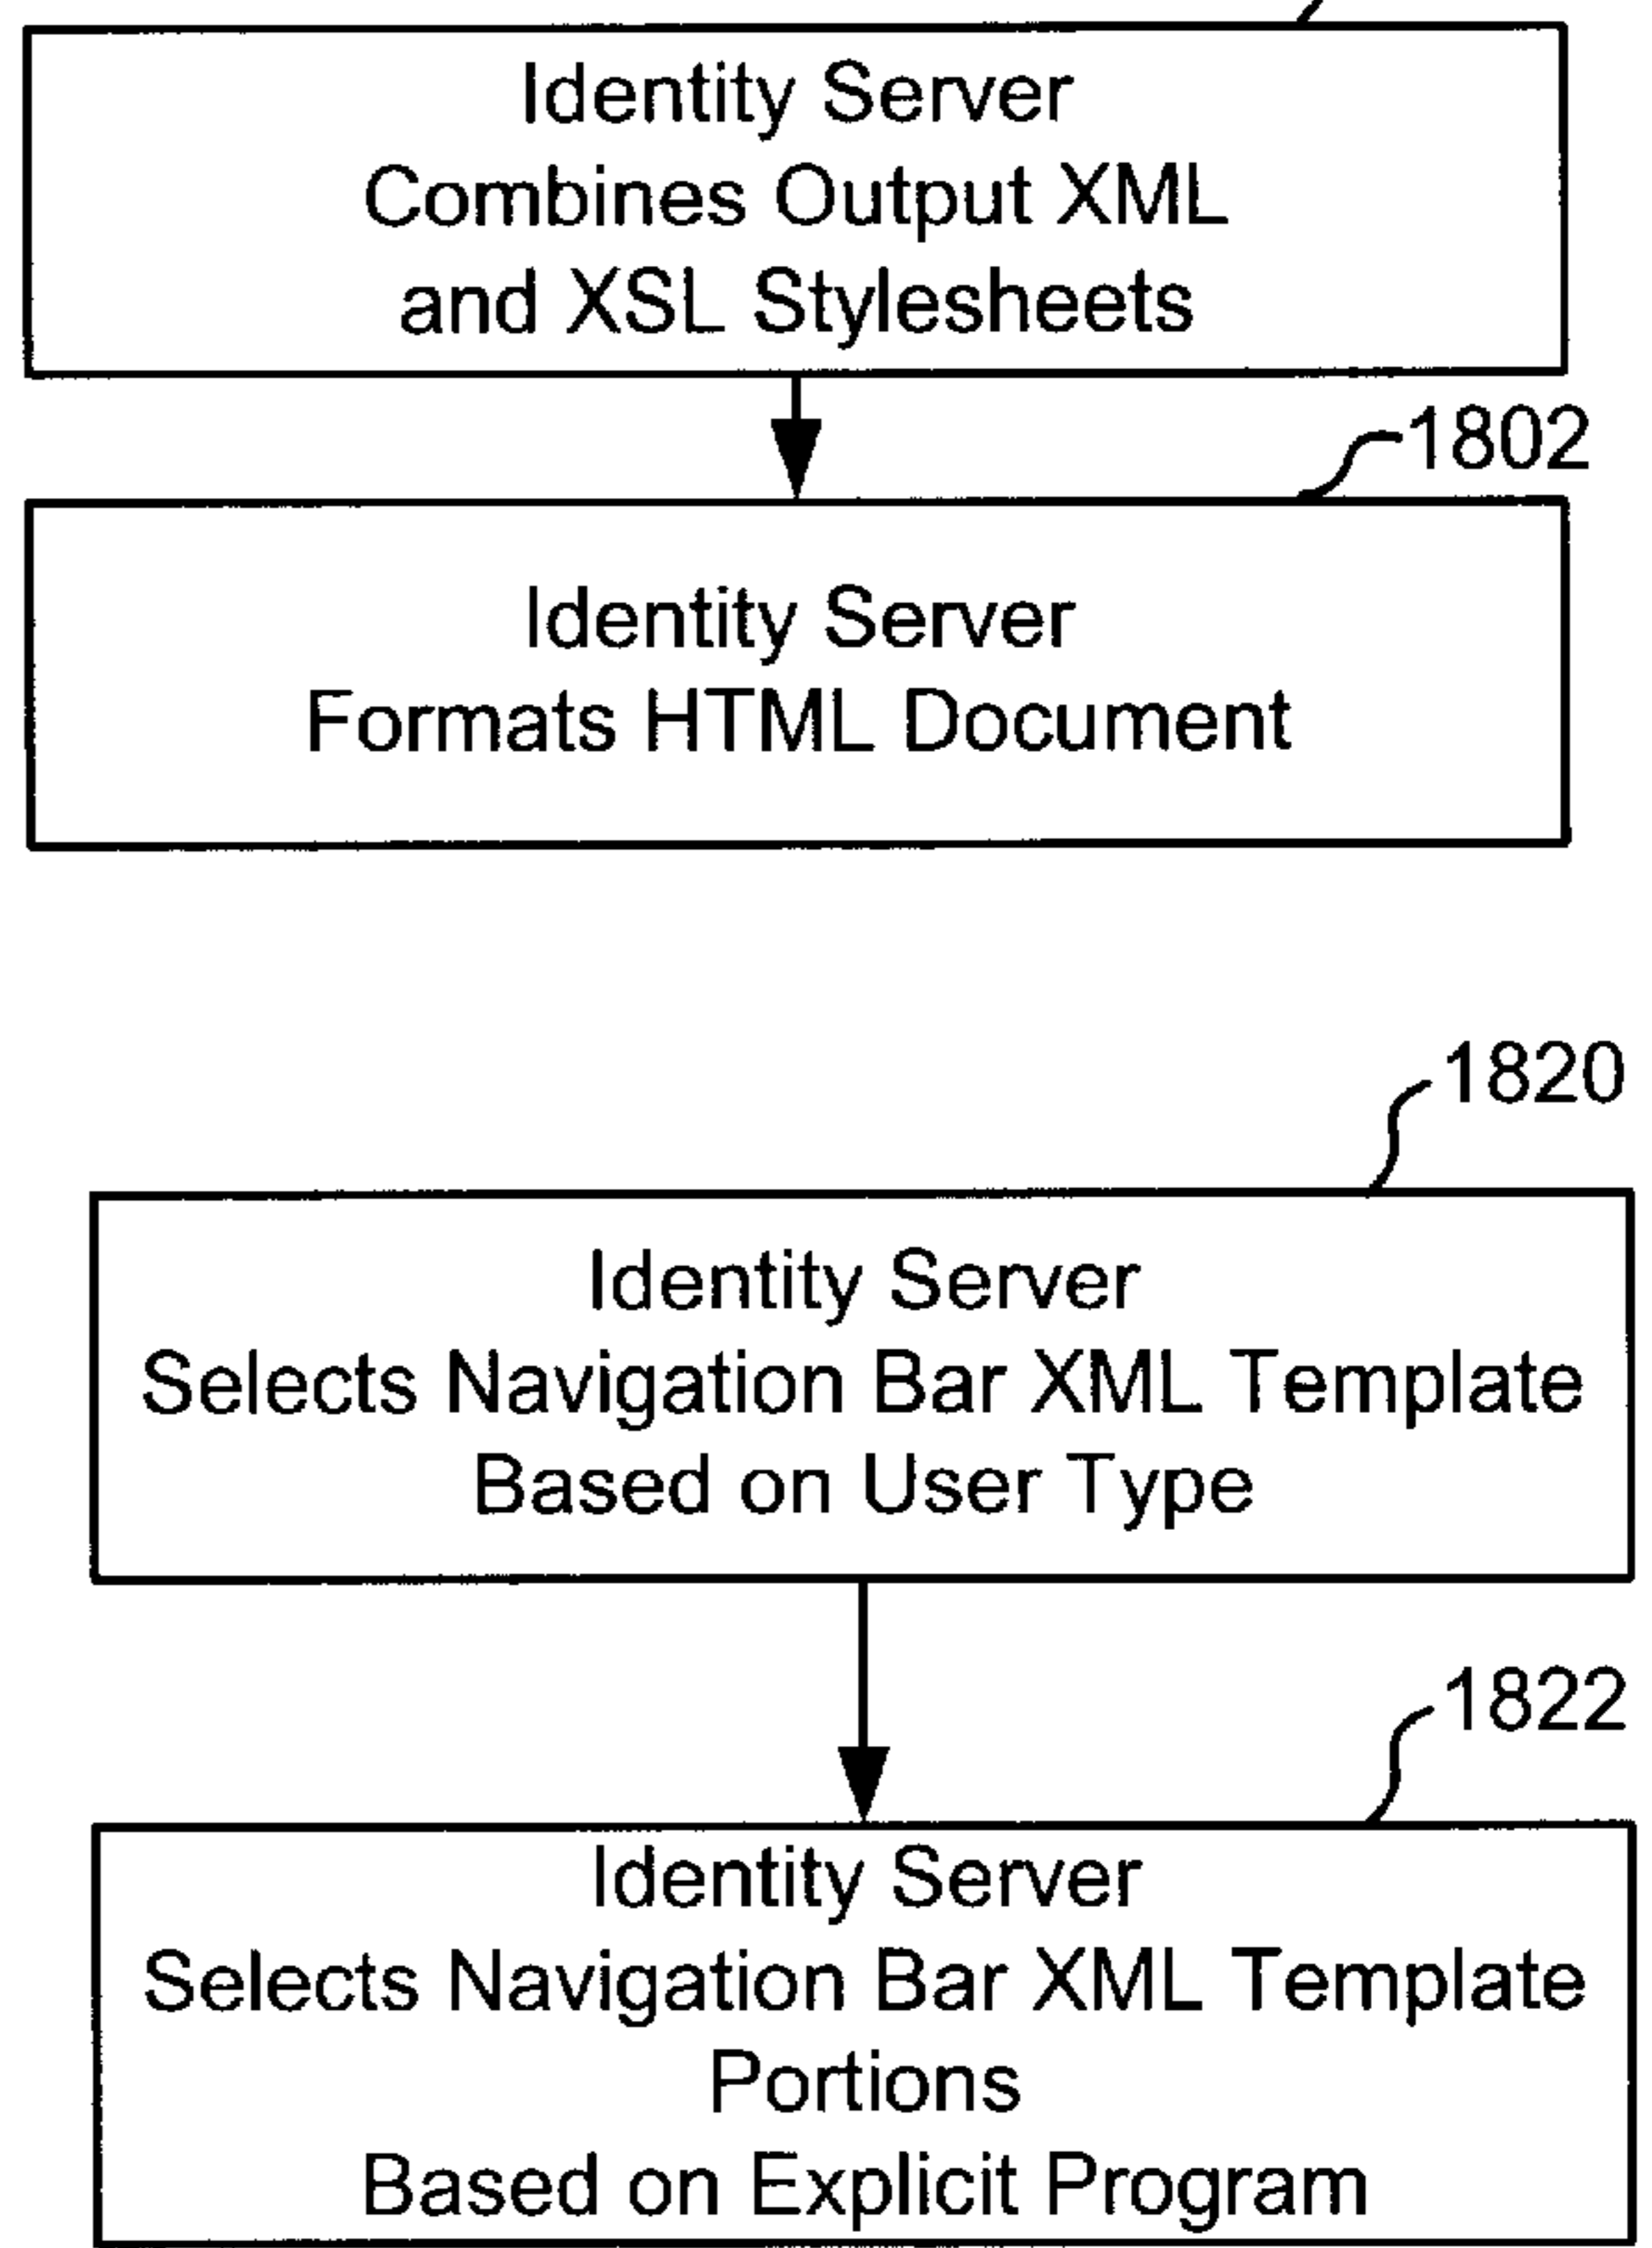 Identity Server
Combines Output XML
and XSL Stylesheets
1802
Identity Server
Formats HTML Document
1820
Identity Server
Selects Navigation Bar XML Template
Based on User Type
1822
Identity Server
Selects Navigation Bar XML Template
Portions
Based on Explicit Program